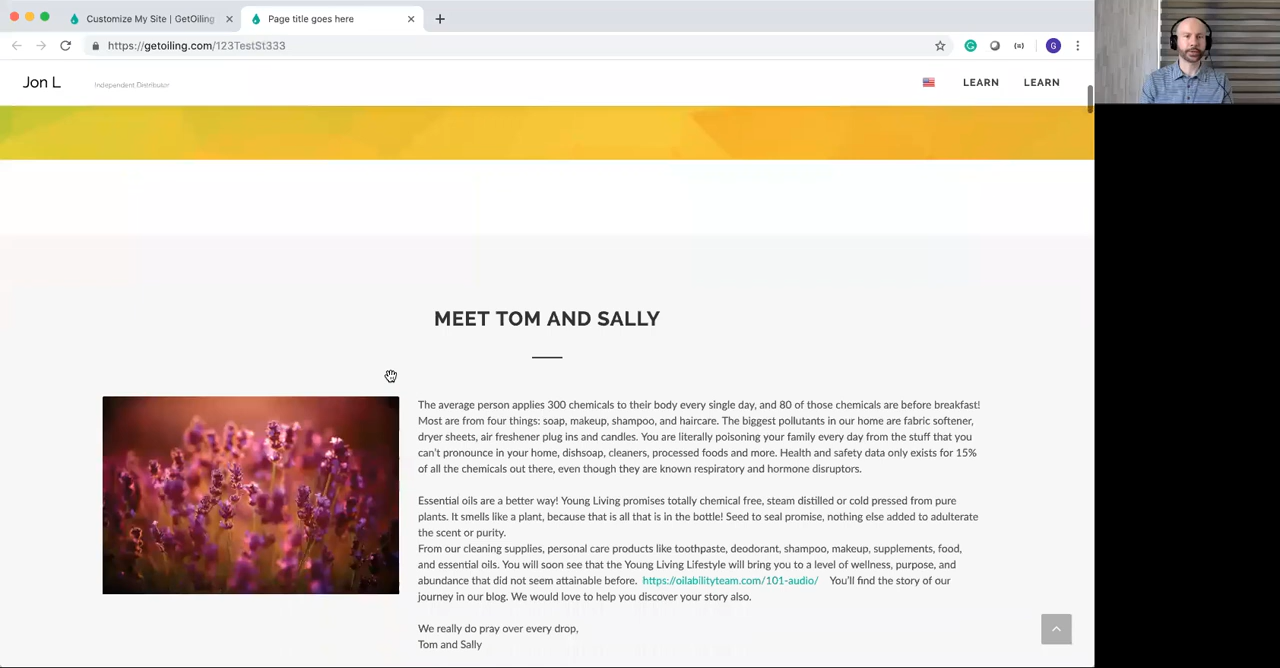 Customize My Site | GetOiling
Page title goes here
https://getoiling.com/123TestSt333
G
Jon L
Independent Distributor
LEARN
LEARN
MEET TOM AND SALLY
The average person applies 300 chemicals to their body every single day, and 80 of those chemicals are before breakfast!
Most are from four things: soap, makeup, shampoo, and haircare. The biggest pollutants in our home are fabric softener,
dryer sheets, air freshener plug ins and candles. You are literally poisoning your family every day from the stuff that you
can't pronounce in your home, dishsoap, cleaners, processed foods and more. Health and safety data only exists for 15%
of all the chemicals out there, even though they are known respiratory and hormone disruptors.
Essential oils are a better way! Young Living promises totally chemical free, steam distilled or cold pressed from pure
plants. It smells like a plant, because that is all that is in the bottle! Seed to seal promise, nothing else added to adulterate
the scent or purity.
From our cleaning supplies, personal care products like toothpaste, deodorant, shampoo, makeup, supplements, food,
and essential oils. You will soon see that the Young Living Lifestyle will bring you to a level of wellness, purpose, and
abundance that did not seem attainable before. https://oilabilityteam.com/101-audio/ You'll find the story of our
journey in our blog. We would love to help you discover your story also.
We really do pray over every drop,
Tom and Sally